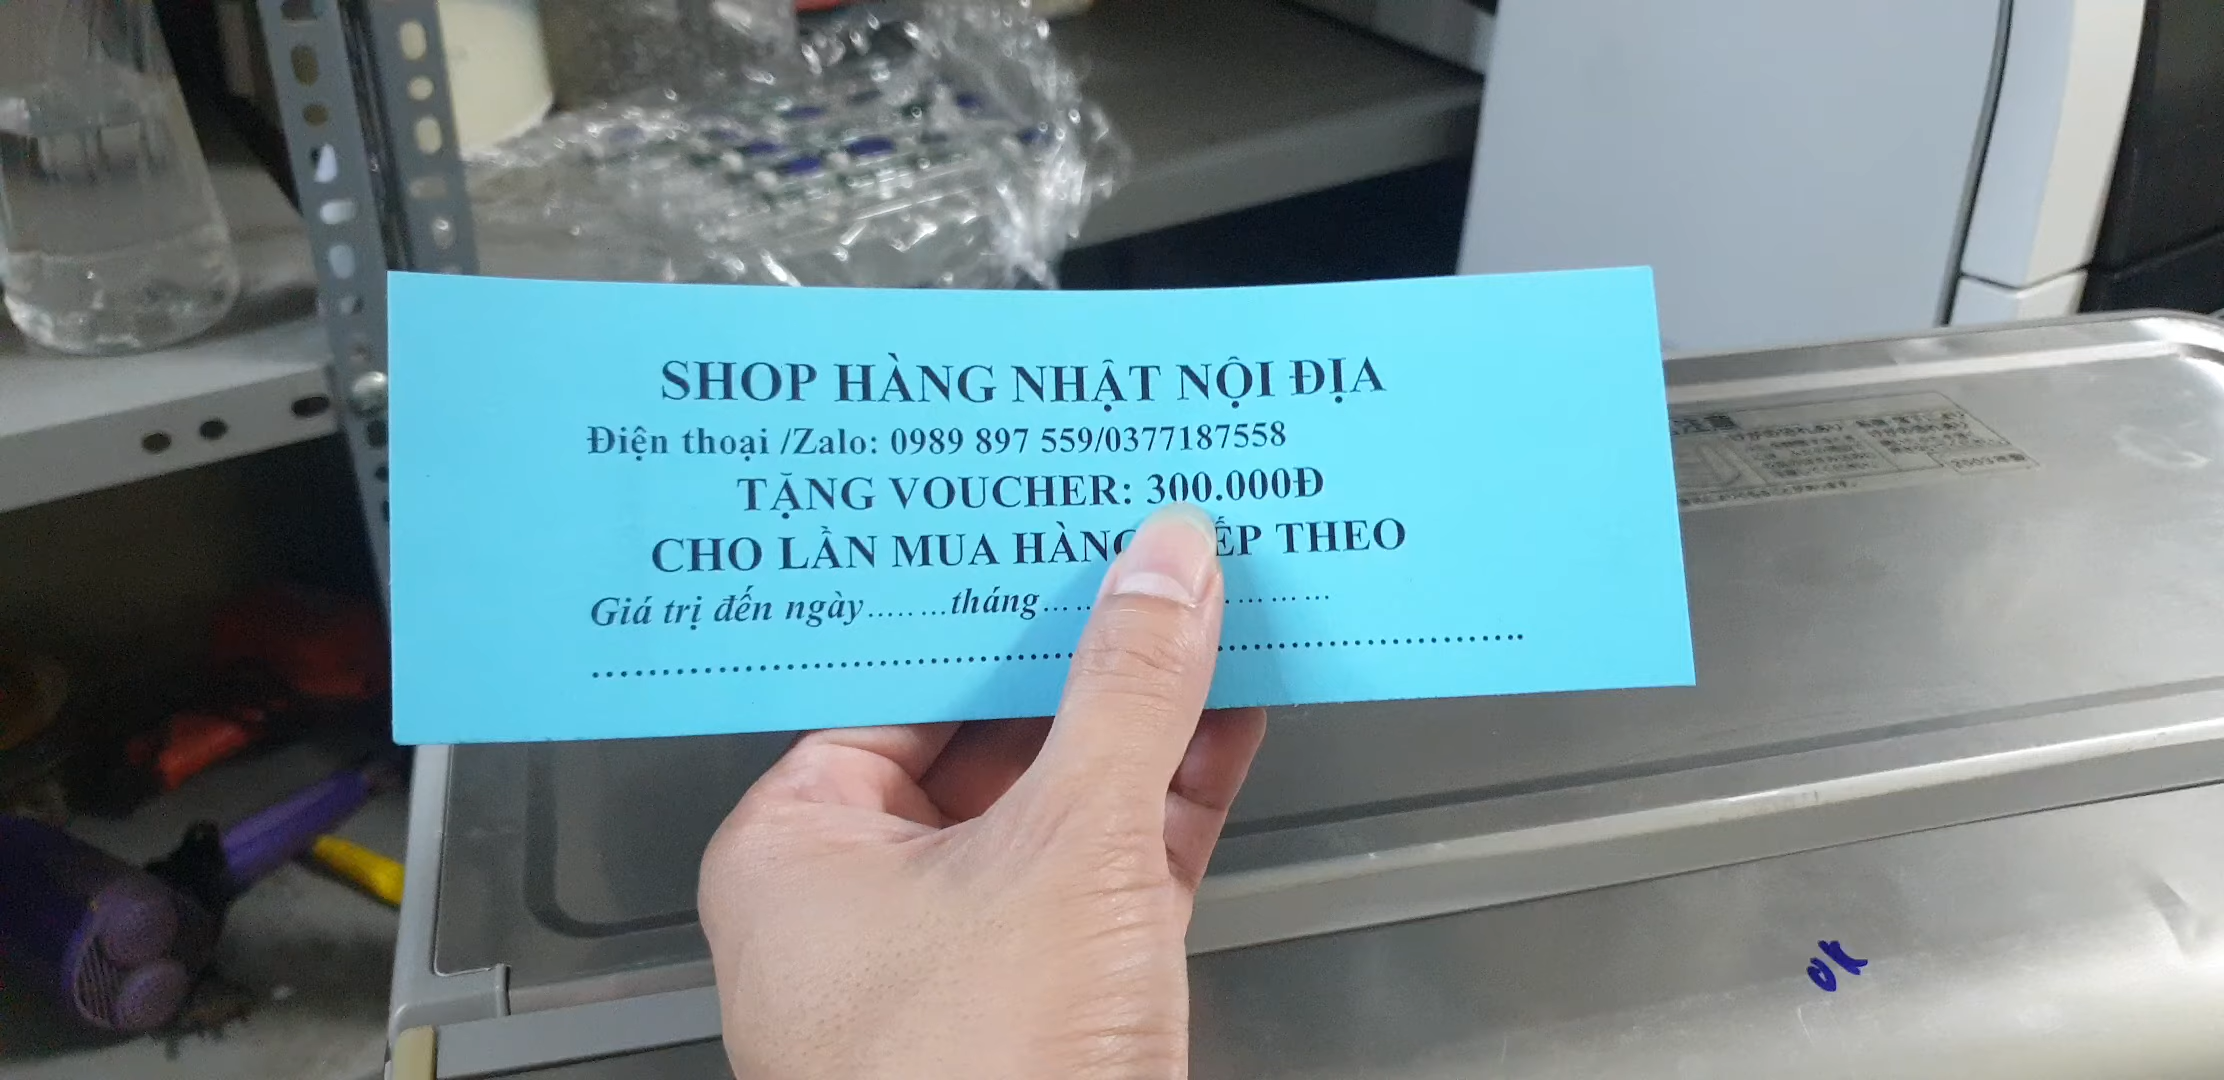 SHOP HÀNG NHẬT NỘI ĐỊA
Điện thoại /Zalo: 0989 897 559/0377187558
TẶNG VOUCHER: 300.000Đ
CHO LẦN MUA HÀNG THEO
Giá trị đến ngày........tháng...... ........
................................................................................
OK